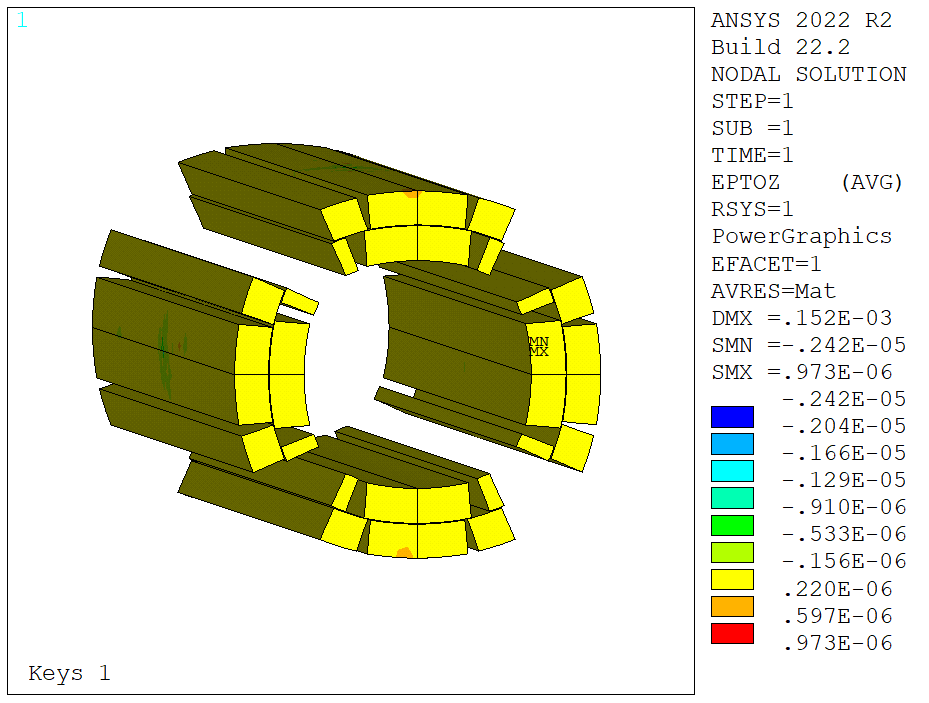 1
ANSYS 2022 R2
Build 22.2
NODAL SOLUTION
STEP=1
SUB =1
TIME=1
EPTOZ (AVG)
RSYS=1
PowerGraphics
EFACET=1
AVRES=Mat
DMX =.152E-03
SMN =-.242E-05
SMX =.973E-06
-.242E-05
-.204E-05
-.166E-05
-.129E-05
-.910E-06
-.533E-06
-.156E-06
.220E-06
.597E-06
.973E-06
MN
MX
Keys 1